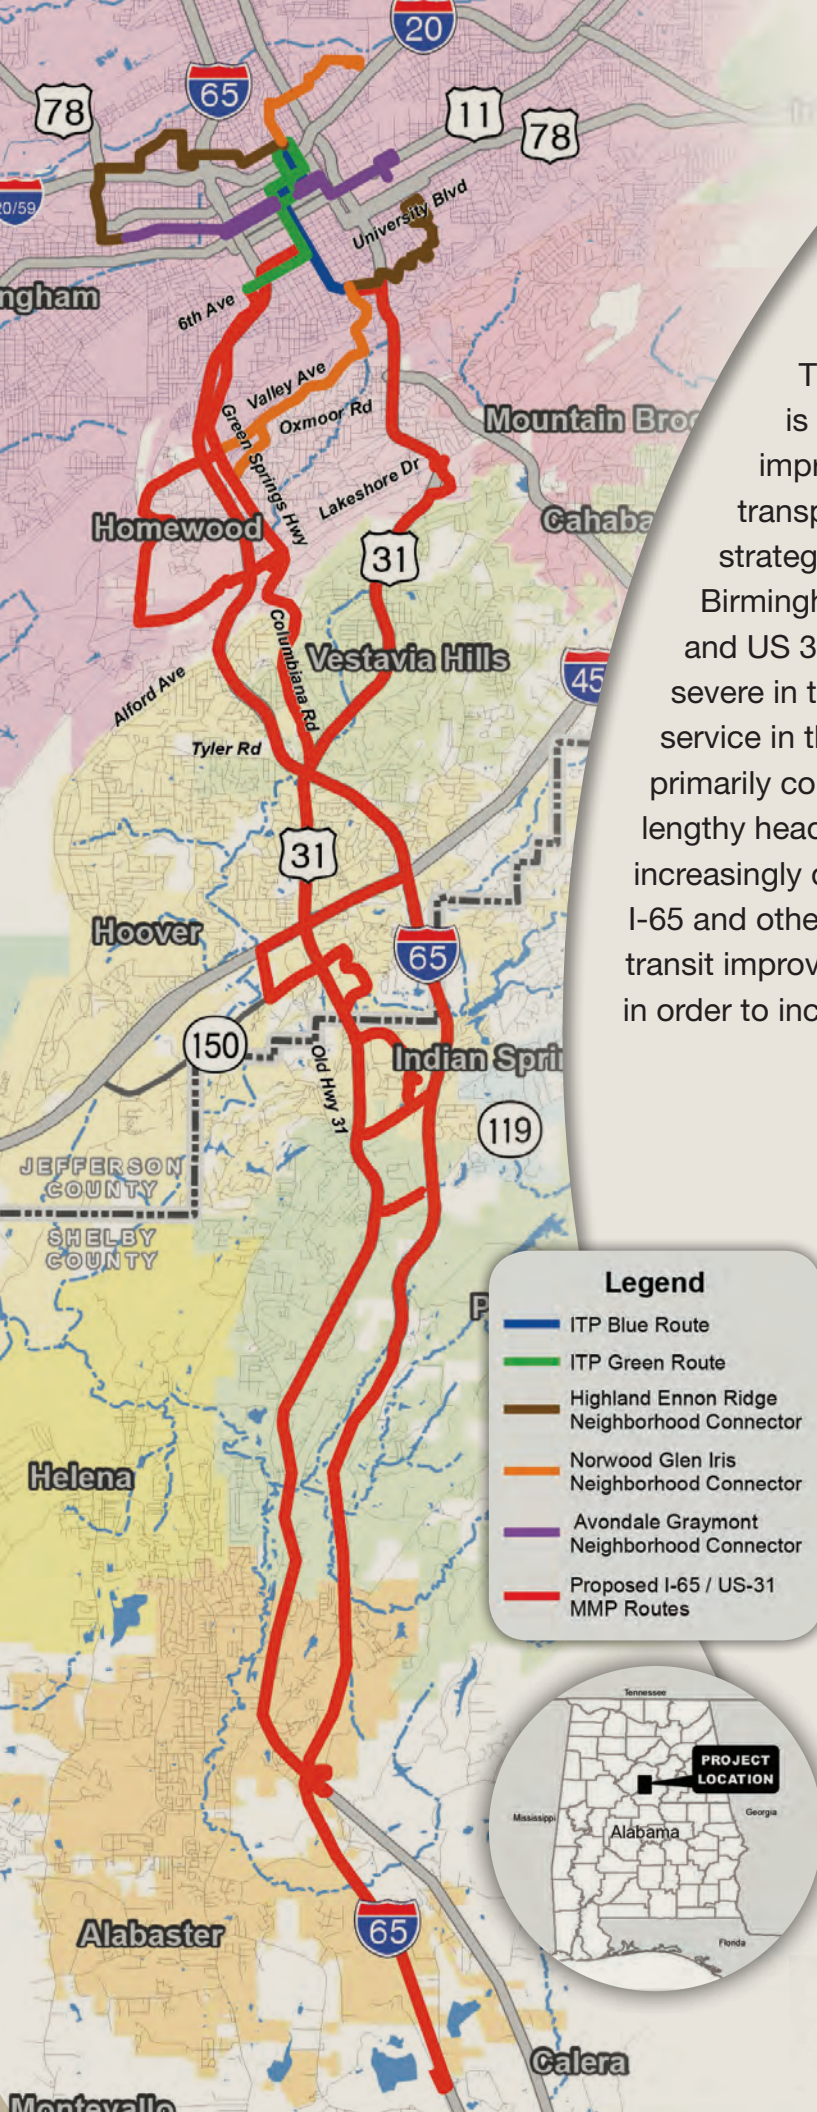 20
65
78
11
78
20/59
University Blvd
ngham
6th Ave
Valley Ave
Oxmoor Rd
Green Springs Hwy
Mountain Broo
Lakeshore Dr
Homewood
Cahaba
31
Columbiana Rd
Vestavia Hills
45
Alford Ave
Tyler Rd
31
Hoover
65
150
Old Hwy 31
Indian Sprin
119
JEFFERSON
COUNTY
SHELBY
COUNTY
P
Helena
Alabaster
65
Calera
Montevallo
T
is
impr
transp
strateg
Birmingh
and US 3
severe in t
service in th
primarily co
lengthy head
increasingly c
I-65 and othe
transit improv
in order to inc
Legend
ITP Blue Route
ITP Green Route
Highland Ennon Ridge
Neighborhood Connector
Norwood Glen Iris
Neighborhood Connector
Avondale Graymont
Neighborhood Connector
Proposed I-65 / US-31
MMP Routes
Tennessee
PROJECT
LOCATION
Mississippi
Georgia
Alabama
Florida